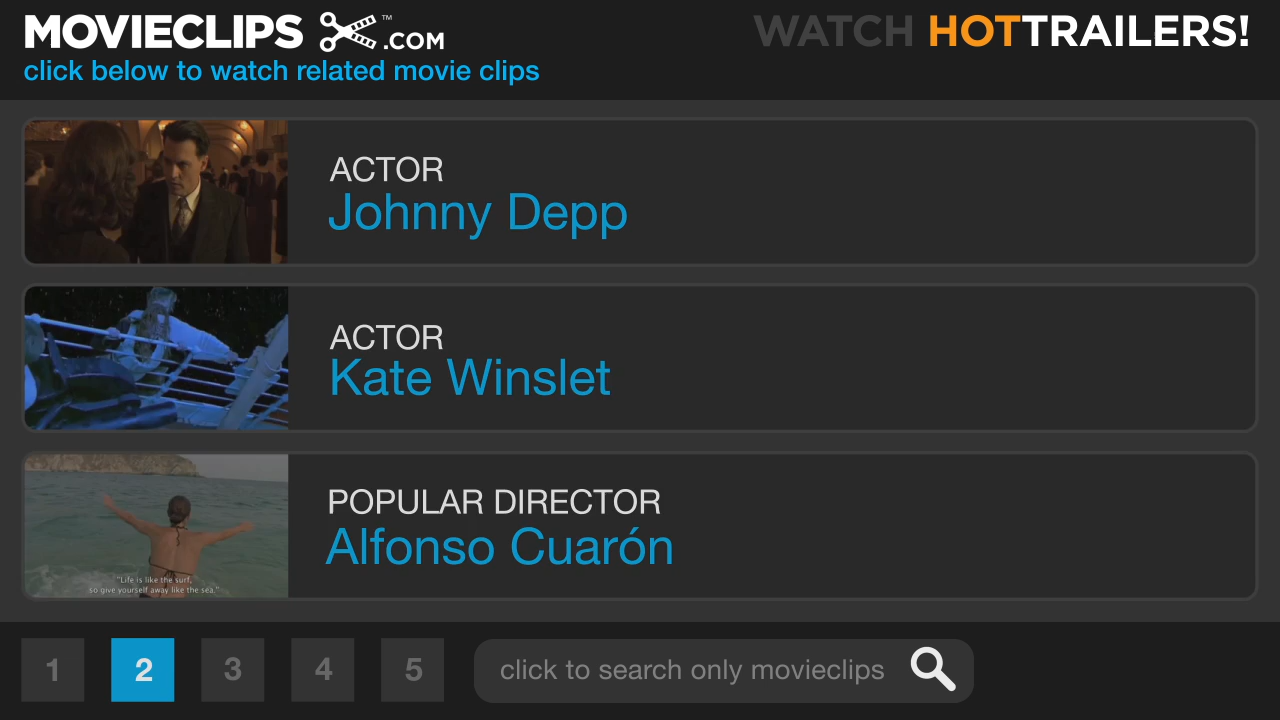 MOVIECLIPS ™ .COM
WATCH HOTTRAILERS!
click below to watch related movie clips
ACTOR
Johnny Depp
ACTOR
Kate Winslet
POPULAR DIRECTOR
Alfonso Cuarón
"Life is like the surf,
so give yourself away like the sea."
1 2 3 4 5 click to search only movieclips